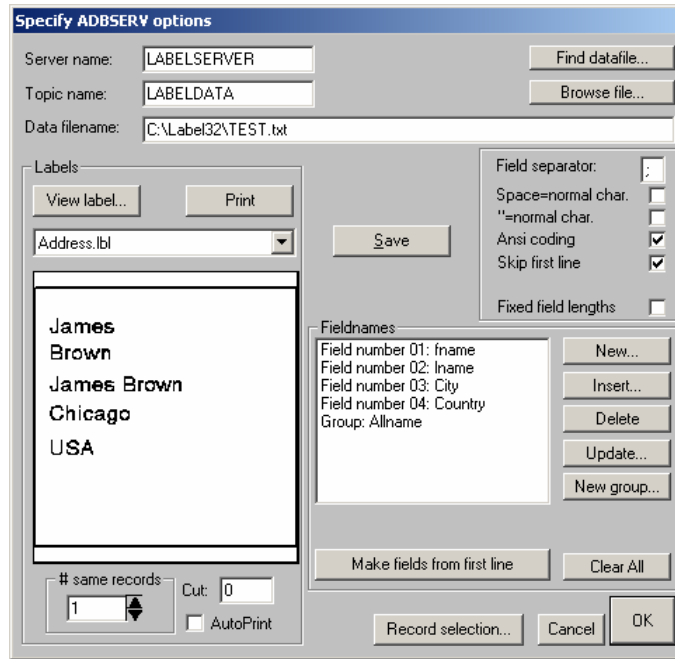 Specify ADBSERV options
Server name: LABELSERVER Find datafile...
Topic name: LABELDATA Browse file...
Data filename: C:\Label32\TEST.txt
Labels
View label... Print
Address.lbl
James
Brown
James Brown
Chicago
USA
# same records
1
Cut: 0
AutoPrint
Save
Field separator: ;
Space=normal char.
"=normal char.
Ansi coding
Skip first line
Fixed field lengths
Fieldnames
Field number 01: fname
Field number 02: lname
Field number 03: City
Field number 04: Country
Group: Allname
New...
Insert...
Delete
Update...
New group...
Make fields from first line Clear All
Record selection... Cancel OK